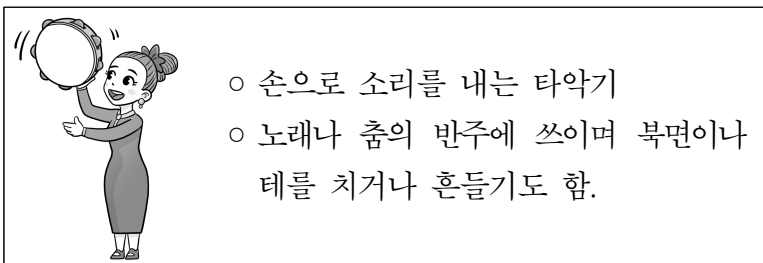 ○ 손으로 소리를 내는 타악기
○ 노래나 춤의 반주에 쓰이며 북면이나
테를 치거나 흔들기도 함.